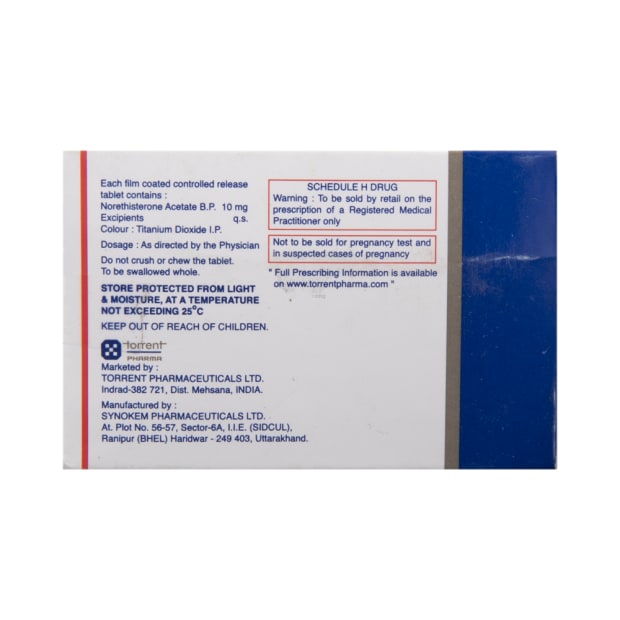 Each film coated controlled release
tablet contains :
Norethisterone Acetate B.P. 10 mg
Excipients q.s.
Colour : Titanium Dioxide I.P.
Dosage : As directed by the Physician
Do not crush or chew the tablet.
To be swallowed whole.
STORE PROTECTED FROM LIGHT
& MOISTURE, AT A TEMPERATURE
NOT EXCEEDING 25°C
KEEP OUT OF REACH OF CHILDREN.
torrent
PHARMA
Marketed by :
TORRENT PHARMACEUTICALS LTD.
Indrad-382 721, Dist. Mehsana, INDIA.
Manufactured by :
SYNOKEM PHARMACEUTICALS LTD.
At. Plot No. 56-57, Sector-6A, I.I.E. (SIDCUL),
Ranipur (BHEL) Haridwar - 249 403, Uttarakhand.
SCHEDULE H DRUG
Warning : To be sold by retail on the
prescription of a Registered Medical
Practitioner only
Not to be sold for pregnancy test and
in suspected cases of pregnancy
" Full Prescribing Information is available
on www.torrentpharma.com "